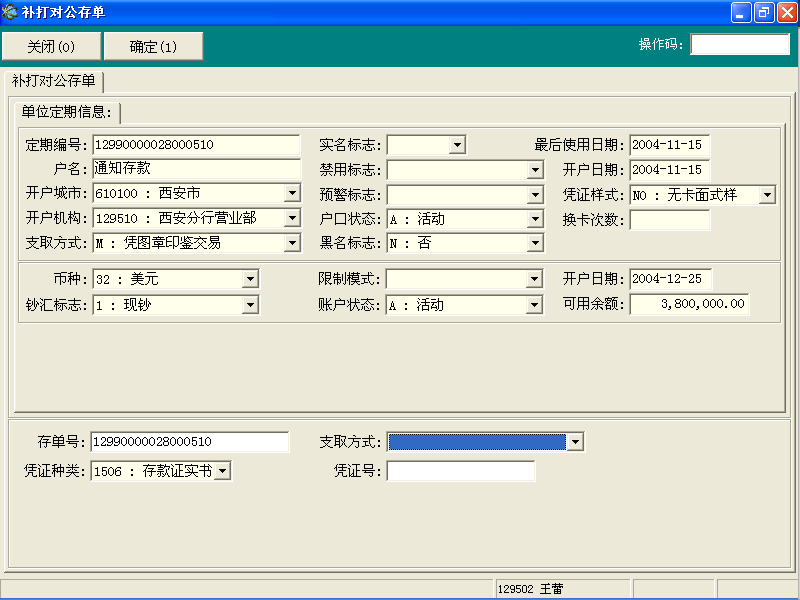 补打对公存单
关闭(0) 确定(1) 操作码:
补打对公存单
单位定期信息:
定期编号: 12990000028000510 实名标志: 最后使用日期: 2004-11-15
户名: 通知存款 禁用标志: 开户日期: 2004-11-15
开户城市: 610100 : 西安市 预警标志: 凭证样式: NO : 无卡面式样
开户机构: 129510 : 西安分行营业部 户口状态: A : 活动 换卡次数:
支取方式: M : 凭图章印鉴交易 黑名标志: N : 否
币种: 32 : 美元 限制模式: 开户日期: 2004-12-25
钞汇标志: 1 : 现钞 账户状态: A : 活动 可用余额: 3,800,000.00
存单号: 12990000028000510 支取方式:
凭证种类: 1506 : 存款证实书 凭证号:
129502 王蕾